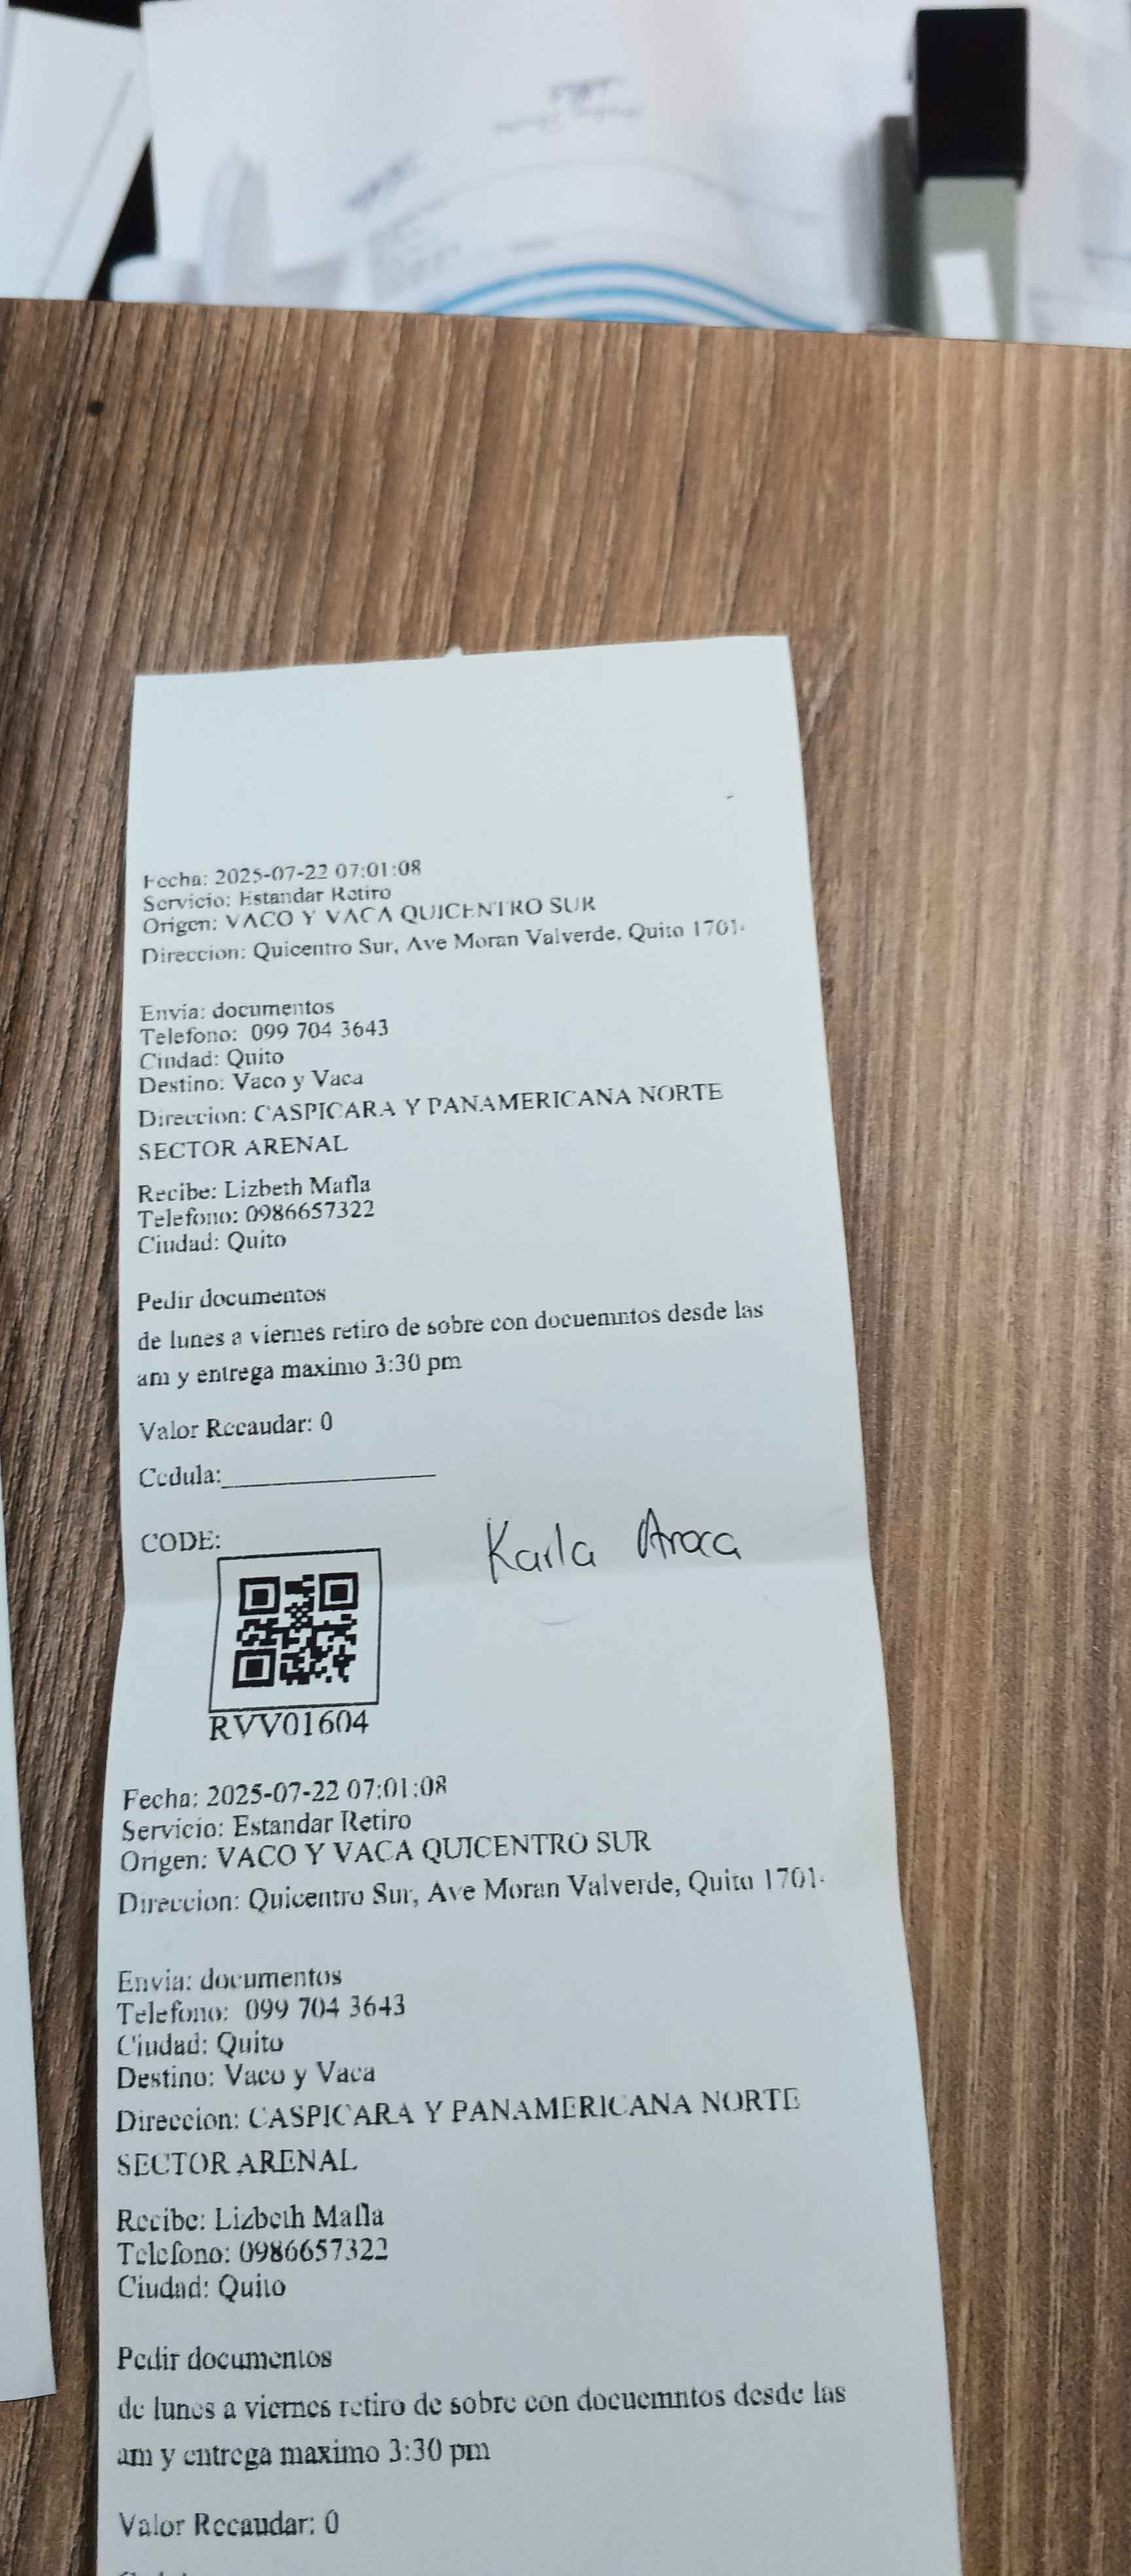 Fecha: 2025-07-22 07:01:08
Servicio: Estandar Retiro
Origen: VACO Y VACA QUICENTRO SUR
Direccion: Quicentro Sur, Ave Moran Valverde, Quito 1701
Envia: documentos
Telefono: 099 704 3643
Ciudad: Quito
Destino: Vaco y Vaca
Direccion: CASPICARA Y PANAMERICANA NORTE
SECTOR ARENAL
Recibe: Lizbeth Mafla
Telefono: 0986657322
Ciudad: Quito
Pedir documentos
de lunes a viernes retiro de sobre con docuemntos desde las
am y entrega maximo 3:30 pm
Valor Recaudar: 0
Cedula:
CODE:
Karla Aroca
RVV01604
Fecha: 2025-07-22 07:01:08
Servicio: Estandar Retiro
Origen: VACO Y VACA QUICENTRO SUR
Direccion: Quicentro Sur, Ave Moran Valverde, Quito 1701
Envia: documentos
Telefono: 099 704 3643
Ciudad: Quito
Destino: Vaco y Vaca
Direccion: CASPICARA Y PANAMERICANA NORTE
SECTOR ARENAL
Recibe: Lizbeth Mafla
Telefono: 0986657322
Ciudad: Quito
Pedir documentos
de lunes a viernes retiro de sobre con docuemntos desde las
am y entrega maximo 3:30 pm
Valor Recaudar: 0